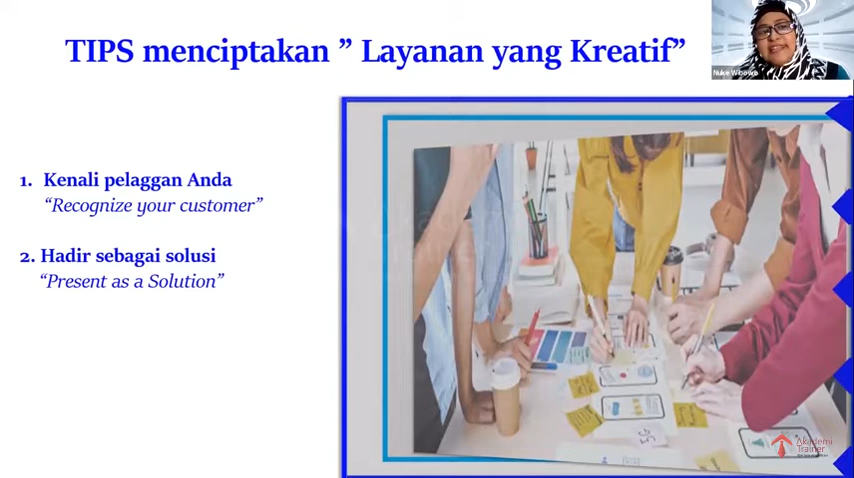 TIPS menciptakan ” Layanan yang Kreatif”
Nuke Wibowo
1. Kenali pelaggan Anda
“Recognize your customer”
2. Hadir sebagai solusi
“Present as a Solution”
Akademi
Trainer